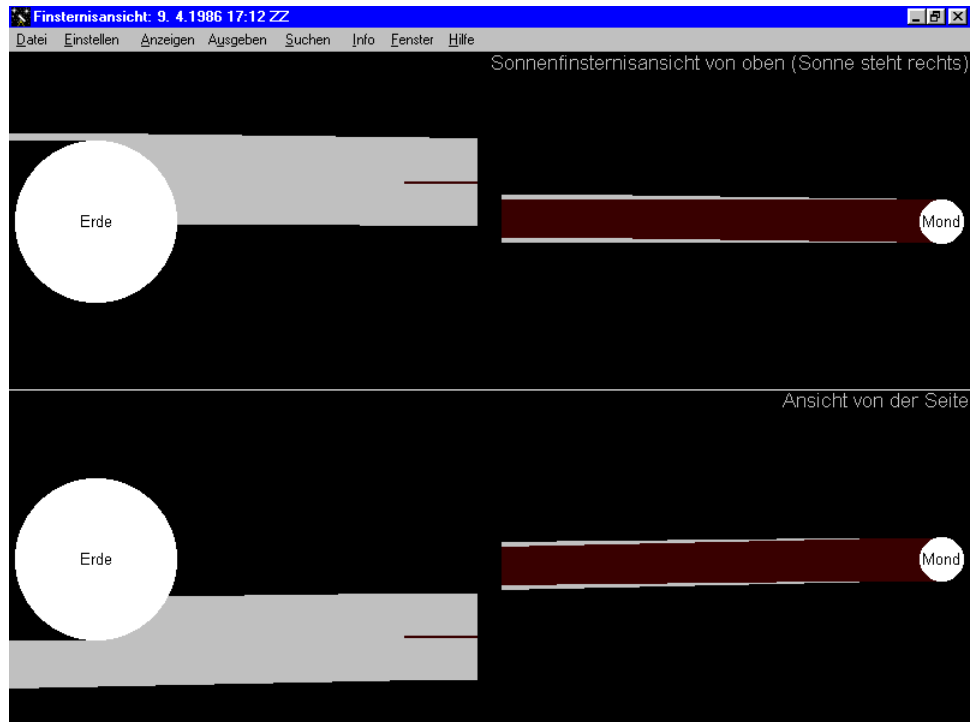 Finsternisansicht: 9. 4.1986 17:12 ZZ
Datei Einstellen Anzeigen Ausgeben Suchen Info Fenster Hilfe
Sonnenfinsternisansicht von oben (Sonne steht rechts)
Erde
Mond
Ansicht von der Seite
Erde
Mond